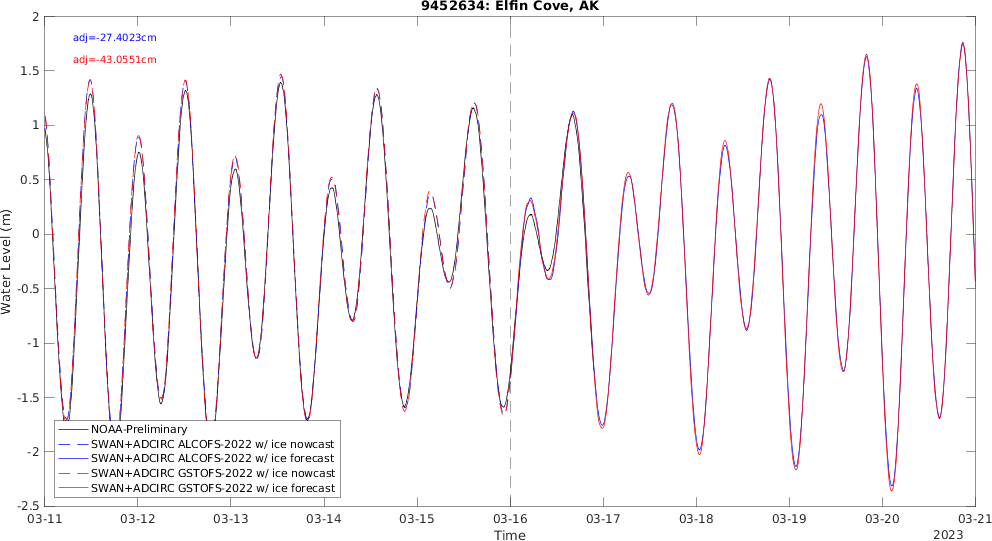 9452634: Elfin Cove, AK
adj=-27.4023cm
adj=-43.0551cm
Water Level (m)
2
1.5
1
0.5
0
-0.5
-1
-1.5
-2
-2.5
NOAA-Preliminary
SWAN+ADCIRC ALCOFS-2022 w/ ice nowcast
SWAN+ADCIRC ALCOFS-2022 w/ ice forecast
SWAN+ADCIRC GSTOFS-2022 w/ ice nowcast
SWAN+ADCIRC GSTOFS-2022 w/ ice forecast
03-11 03-12 03-13 03-14 03-15 03-16 03-17 03-18 03-19 03-20 03-21
Time
2023